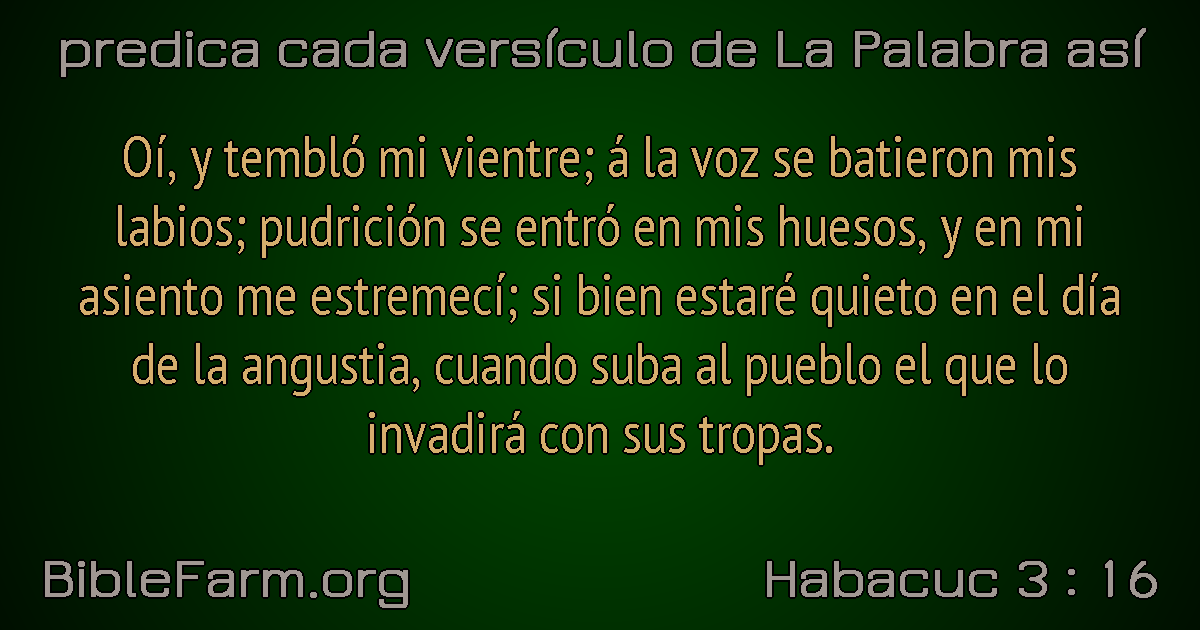 predica cada versículo de La Palabra así
Oí, y tembló mi vientre; á la voz se batieron mis
labios; pudrición se entró en mis huesos, y en mi
asiento me estremecí; si bien estaré quieto en el día
de la angustia, cuando suba al pueblo el que lo
invadirá con sus tropas.
BibleFarm.org
Habacuc 3 : 16